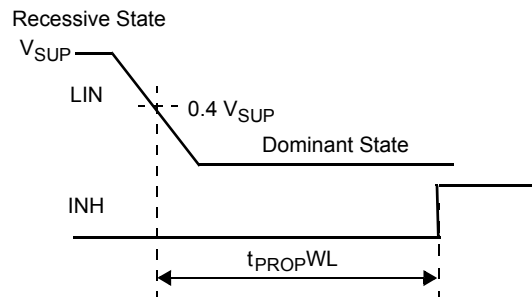 Recessive State
VSUP
LIN
0.4 VSUP
Dominant State
INH
tPROPWL